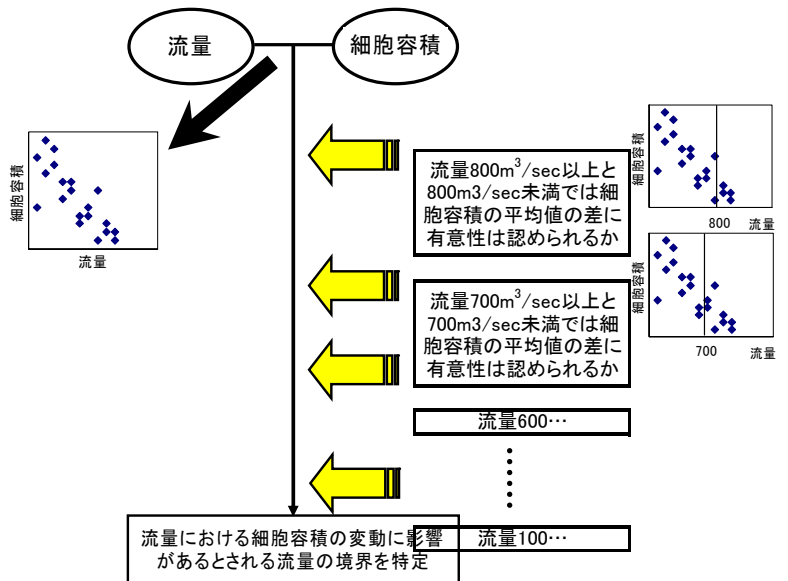 流量
細胞容積
細胞容積
流量
流量800m³/sec以上と
800m3/sec未満では細
胞容積の平均値の差に
有意性は認められるか
細胞容積
800
流量
流量700m³/sec以上と
700m3/sec未満では細
胞容積の平均値の差に
有意性は認められるか
細胞容積
700
流量
流量600…
流量100…
流量における細胞容積の変動に影響
があるとされる流量の境界を特定